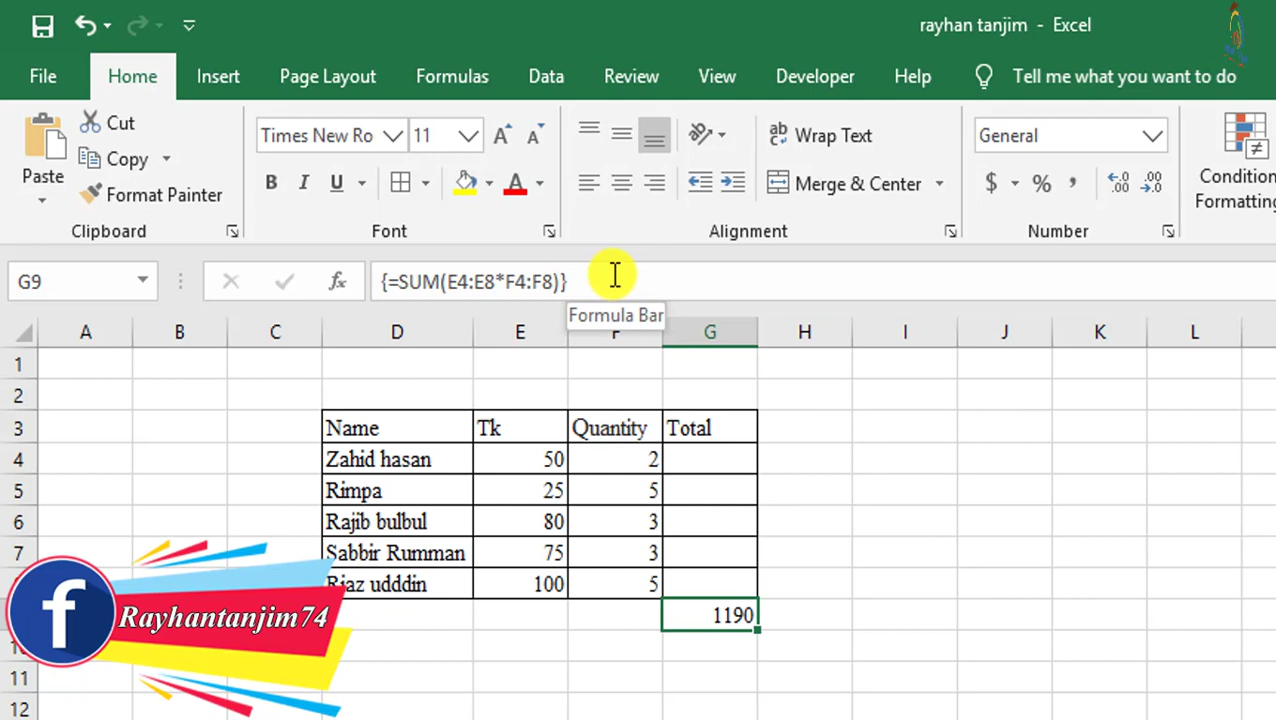 rayhan tanjim - Excel
File Home Insert Page Layout Formulas Data Review View Developer Help Tell me what you want to do
Cut
Copy
Format Painter
Paste
Clipboard
Times New Ro 11
B I U A
Font
Wrap Text
Merge & Center
Alignment
General
$ % ,
Number
Condition
Formatting
G9 fx {=SUM(E4:E8*F4:F8)}
Formula Bar
A B C D E F G H I J K L
1
2
3 Name Tk Quantity Total
4 Zahid hasan 50 2
5 Rimpa 25 5
6 Rajib bulbul 80 3
7 Sabbir Rumman 75 3
Riaz udddin 100 5
1190
f Rayhantanjim74
11
12